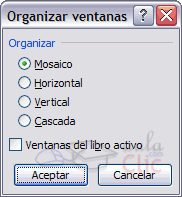 Organizar ventanas
Organizar
Mosaico
Horizontal
Vertical
Cascada
Ventanas del libro activo
Aceptar
Cancelar